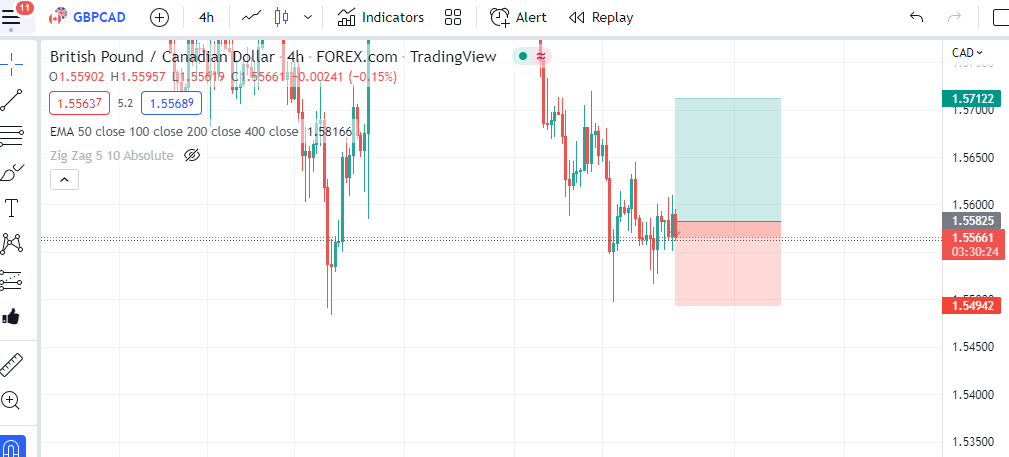 11
GBPCAD
4h
Indicators
Alert
Replay
British Pound / Canadian Dollar · 4h · FOREX.com · TradingView
≈
CAD
O1.55902 H1.55957 L1.55619 C1.55661 −0.00241 (−0.15%)
1.55637 5.2 1.55689
EMA 50 close 100 close 200 close 400 close 1.58166
Zig Zag 5 10 Absolute
1.57122
1.57000
1.56500
1.56000
1.55825
1.55661
03:30:24
1.54942
1.54500
1.54000
1.53500
T